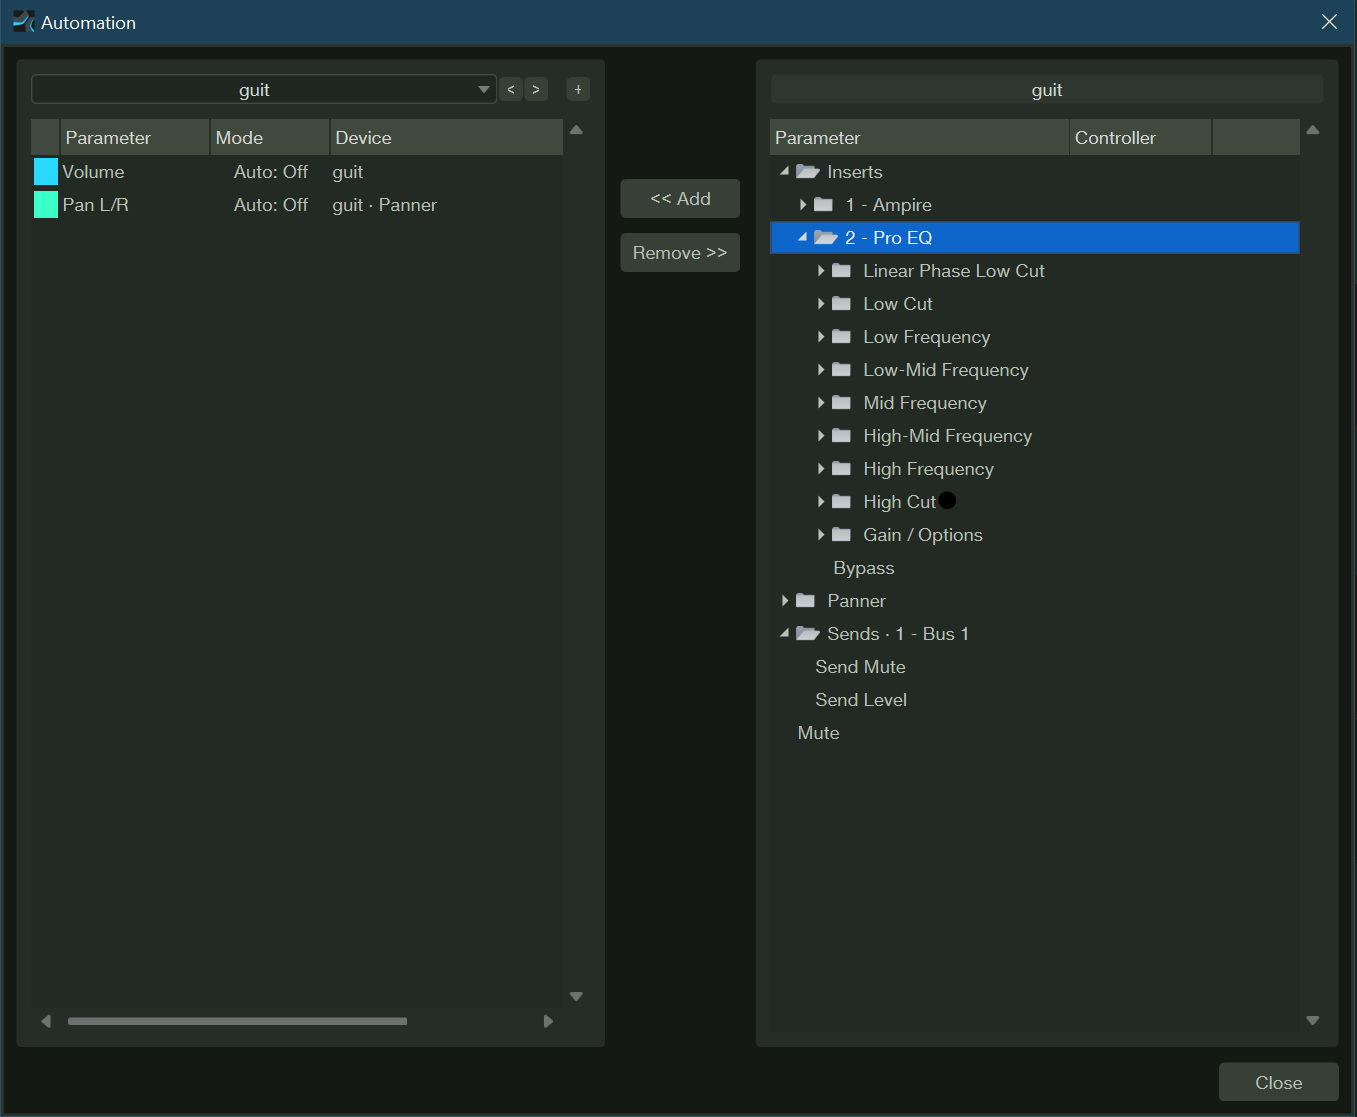 Automation
guit
< > +
Parameter Mode Device
Volume Auto: Off guit
Pan L/R Auto: Off guit · Panner
<< Add
Remove >>
guit
Parameter Controller
Inserts
1 - Ampire
2 - Pro EQ
Linear Phase Low Cut
Low Cut
Low Frequency
Low-Mid Frequency
Mid Frequency
High-Mid Frequency
High Frequency
High Cut
Gain / Options
Bypass
Panner
Sends · 1 - Bus 1
Send Mute
Send Level
Mute
Close